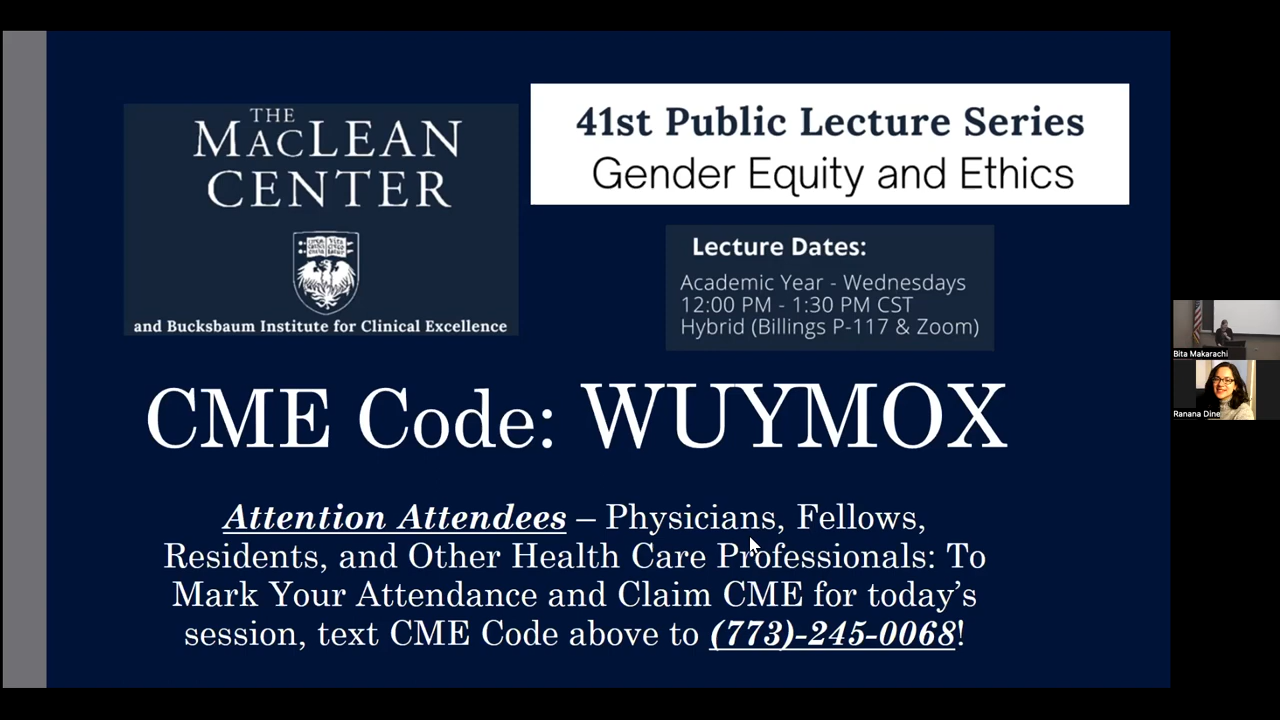 THE
MACLEAN
CENTER
and Bucksbaum Institute for Clinical Excellence
41st Public Lecture Series
Gender Equity and Ethics
Lecture Dates:
Academic Year - Wednesdays
12:00 PM - 1:30 PM CST
Hybrid (Billings P-117 & Zoom)
CME Code: WUYMOX
Attention Attendees – Physicians, Fellows,
Residents, and Other Health Care Professionals: To
Mark Your Attendance and Claim CME for today's
session, text CME Code above to (773)-245-0068!
Bita Makarachi
Ranana Dine